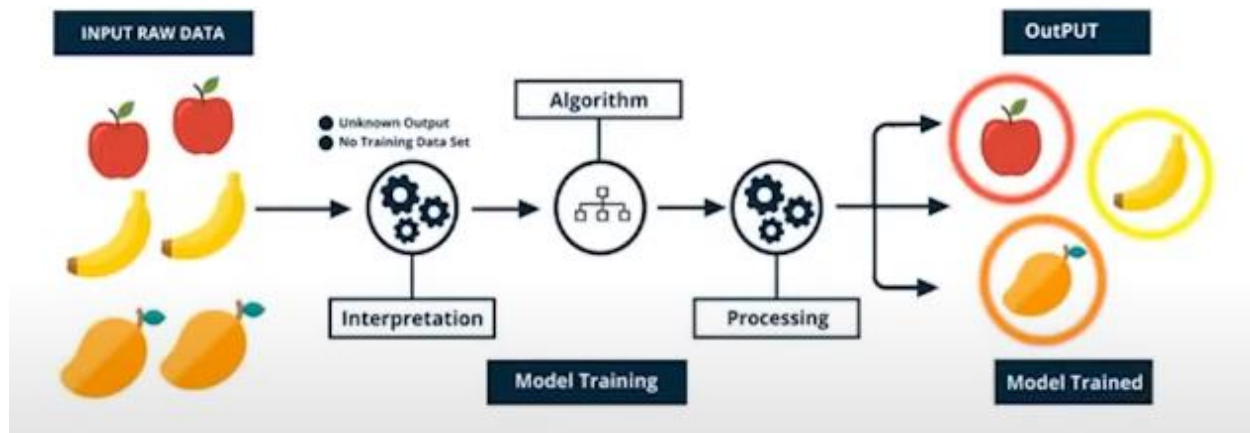 INPUT RAW DATA
OutPUT
Algorithm
Unknown Output
No Training Data Set
Interpretation
Processing
Model Training
Model Trained